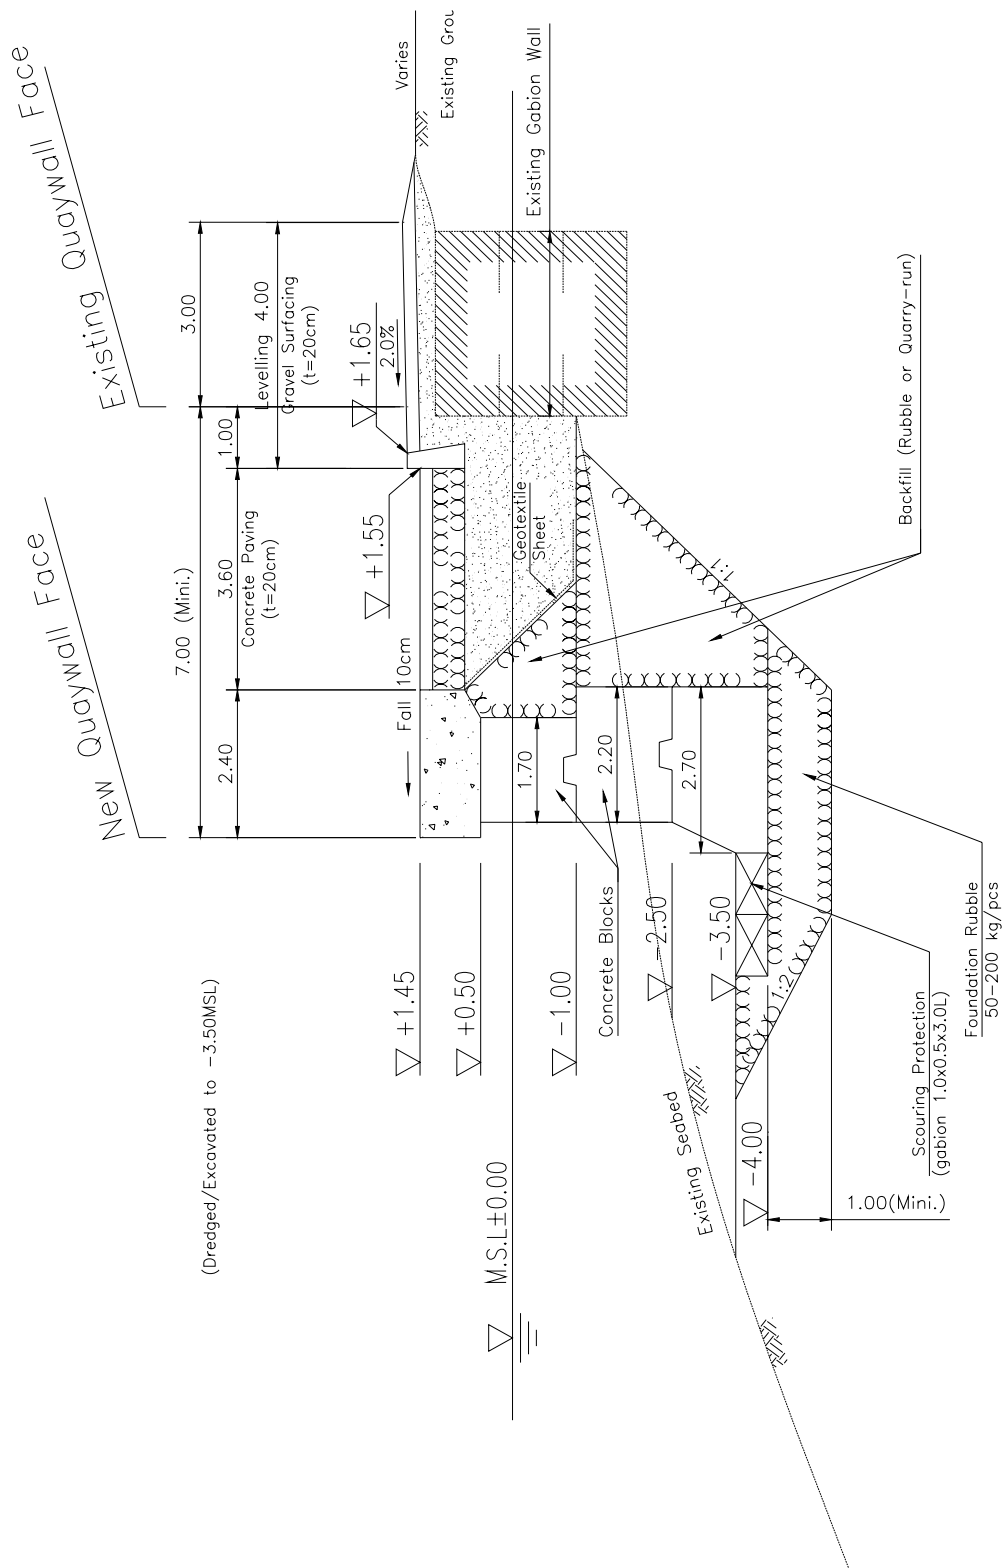 Existing Quaywall Face
New Quaywall Face
7.00 (Mini.)
3.00
2.40
3.60
1.00
Concrete Paving
(t=20cm)
Levelling 4.00
Gravel Surfacing
(t=20cm)
+1.65
2.0%
+1.55
Fall 10cm
Varies
Existing Grou
Existing Gabion Wall
Geotextile
Sheet
Backfill (Rubble or Quarry-run)
1:1
1.70
2.20
2.70
(Dredged/Excavated to -3.50MSL)
+1.45
+0.50
M.S.L±0.00
-1.00
Concrete Blocks
-2.50
-3.50
-4.00
1:2
Existing Seabed
Scouring Protection
(gabion 1.0x0.5x3.0L)
Foundation Rubble
50-200 kg/pcs
1.00(Mini.)